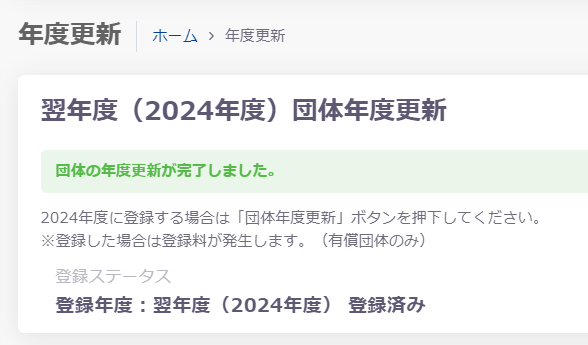 年度更新 ホーム > 年度更新
翌年度（2024年度）団体年度更新
団体の年度更新が完了しました。
2024年度に登録する場合は「団体年度更新」ボタンを押下してください。
※登録した場合は登録料が発生します。（有償団体のみ）
登録ステータス
登録年度：翌年度（2024年度） 登録済み